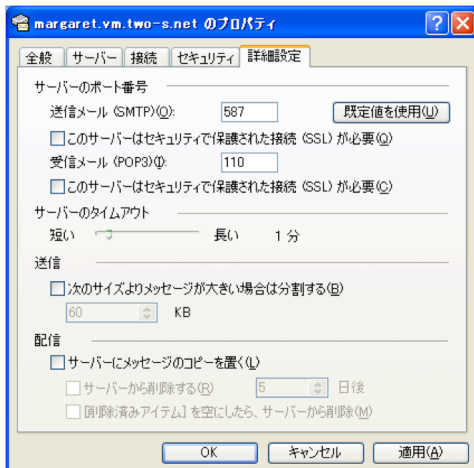 margaret.vm.two-s.net のプロパティ
全般 サーバー 接続 セキュリティ 詳細設定
サーバーのポート番号
送信メール (SMTP)(O): 587 既定値を使用(U)
このサーバーはセキュリティで保護された接続 (SSL) が必要(Q)
受信メール (POP3)(I): 110
このサーバーはセキュリティで保護された接続 (SSL) が必要(C)
サーバーのタイムアウト
短い 長い 1 分
送信
次のサイズよりメッセージが大きい場合は分割する(B)
60 KB
配信
サーバーにメッセージのコピーを置く(L)
サーバーから削除する(R) 5 日後
[削除済みアイテム] を空にしたら、サーバーから削除(M)
OK キャンセル 適用(A)